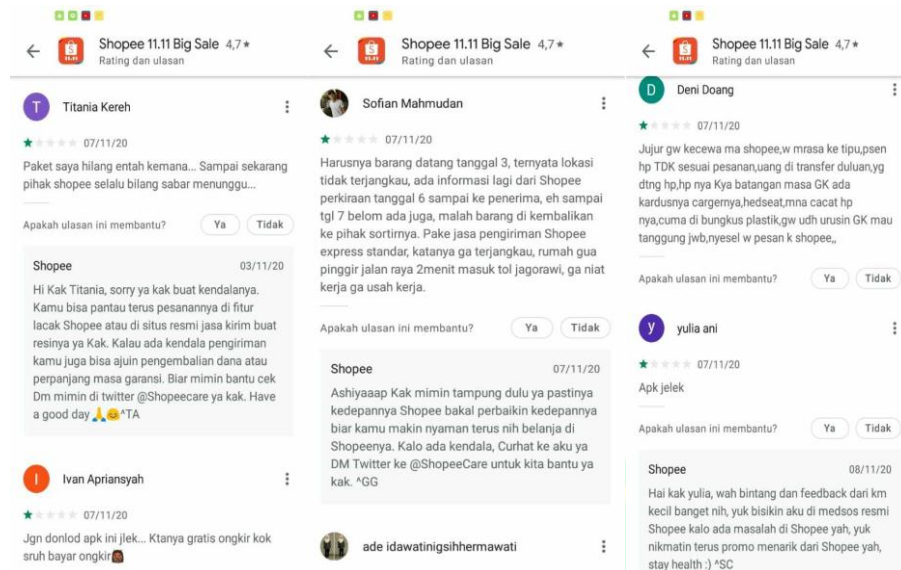 Shopee 11.11 Big Sale 4,7★
Rating dan ulasan
T
Titania Kereh
07/11/20
Paket saya hilang entah kemana... Sampai sekarang
pihak shopee selalu bilang sabar menunggu...
Apakah ulasan ini membantu?
Ya
Tidak
Shopee
03/11/20
Hi Kak Titania, sorry ya kak buat kendalanya.
Kamu bisa pantau terus pesanannya di fitur
lacak Shopee atau di situs resmi jasa kirim buat
resinya ya Kak. Kalau ada kendala pengiriman
kamu juga bisa ajuin pengembalian dana atau
perpanjang masa garansi. Biar mimin bantu cek
Dm mimin di twitter @Shopeecare ya kak. Have
a good day 🙏😊^TA
I
Ivan Apriansyah
07/11/20
Jgn donlod apk ini jlek... Ktanya gratis ongkir kok
sruh bayar ongkir
Shopee 11.11 Big Sale 4,7★
Rating dan ulasan
Sofian Mahmudan
07/11/20
Harusnya barang datang tanggal 3, ternyata lokasi
tidak terjangkau, ada informasi lagi dari Shopee
perkiraan tanggal 6 sampai ke penerima, eh sampai
tgl 7 belom ada juga, malah barang di kembalikan
ke pihak sortirnya. Pake jasa pengiriman Shopee
express standar, katanya ga terjangkau, rumah gua
pinggir jalan raya 2menit masuk tol jagorawi, ga niat
kerja ga usah kerja.
Apakah ulasan ini membantu?
Ya
Tidak
Shopee
07/11/20
Ashiyaaap Kak mimin tampung dulu ya pastinya
kedepannya Shopee bakal perbaikin kedepannya
biar kamu makin nyaman terus nih belanja di
Shopeenya. Kalo ada kendala, Curhat ke aku ya
DM Twitter ke @ShopeeCare untuk kita bantu ya
kak. ^GG
ade idawatinigsihhermawati
Shopee 11.11 Big Sale 4,7★
Rating dan ulasan
D
Deni Doang
07/11/20
Jujur gw kecewa ma shopee,w mrasa ke tipu,psen
hp TDK sesuai pesanan,uang di transfer duluan,yg
dtng hp,hp nya Kya batangan masa GK ada
kardusnya cargernya,hedseat,mna cacat hp
nya,cuma di bungkus plastik,gw udh urusin GK mau
tanggung jwb,nyesel w pesan k shopee,,
Apakah ulasan ini membantu?
Ya
Tidak
y
yulia ani
07/11/20
Apk jelek
Apakah ulasan ini membantu?
Ya
Tidak
Shopee
08/11/20
Hai kak yulia, wah bintang dan feedback dari km
kecil banget nih, yuk bisikin aku di medsos resmi
Shopee kalo ada masalah di Shopee yah, yuk
nikmatin terus promo menarik dari Shopee yah,
stay health :) ^SC